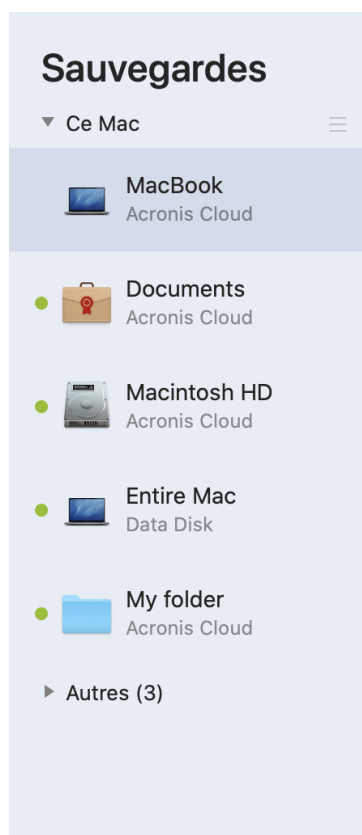 Sauvegardes
Ce Mac
MacBook
Acronis Cloud
Documents
Acronis Cloud
Macintosh HD
Acronis Cloud
Entire Mac
Data Disk
My folder
Acronis Cloud
Autres (3)